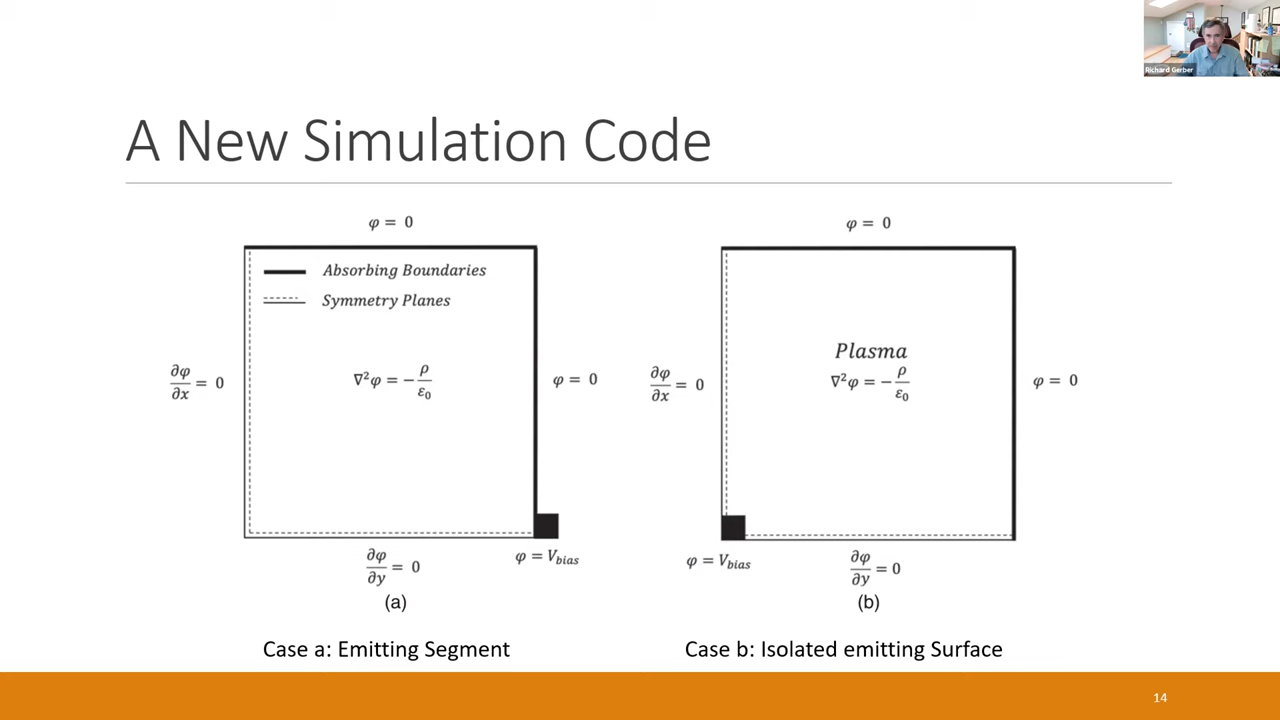 Richard Gerber
A New Simulation Code
φ = 0
Absorbing Boundaries
Symmetry Planes
∂φ/∂x = 0
∇²φ = −ρ/ε₀
φ = 0
φ = V_bias
∂φ/∂y = 0
(a)
Case a: Emitting Segment
φ = 0
Plasma
∂φ/∂x = 0
∇²φ = −ρ/ε₀
φ = 0
φ = V_bias
∂φ/∂y = 0
(b)
Case b: Isolated emitting Surface
14